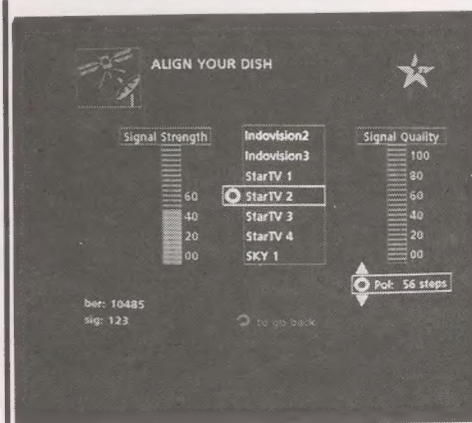 ALIGN YOUR DISH
TV
Signal Strength
60
40
20
00
Indovision2
Indovision3
StarTV 1
StarTV 2
StarTV 3
StarTV 4
SKY 1
Signal Quality
100
80
60
40
20
00
Pol: 56 steps
ber: 10485
sig: 123
to go back